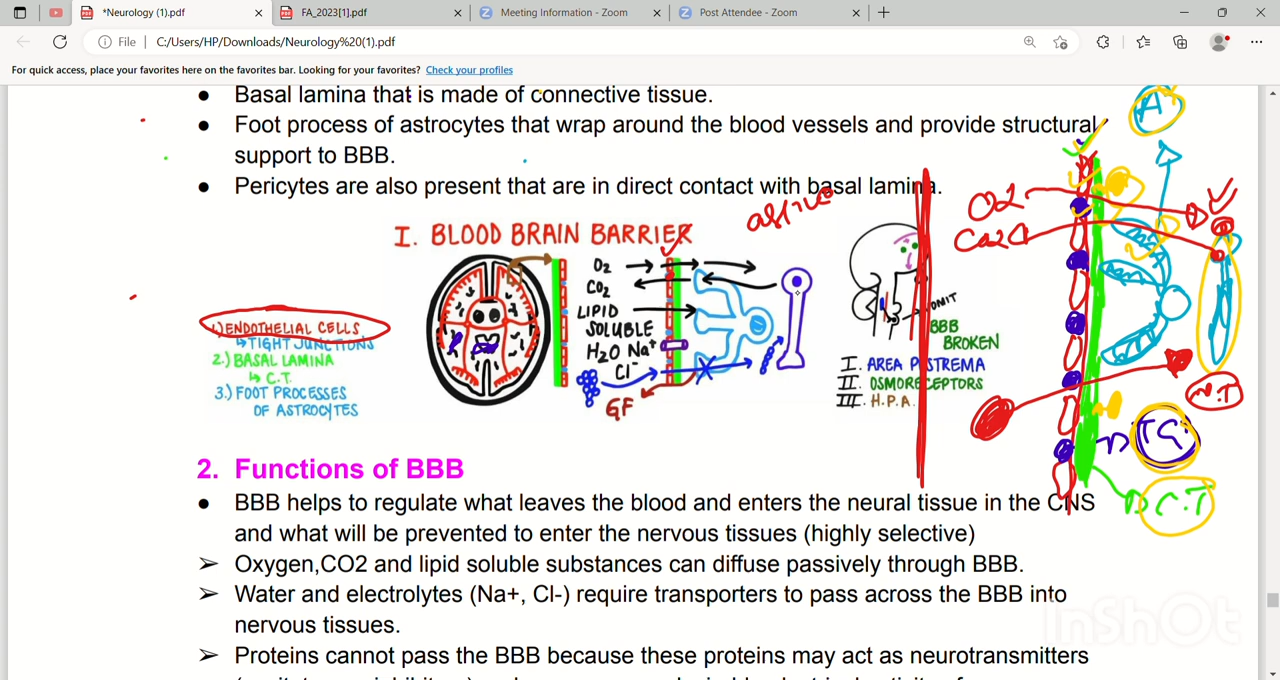 *Neurology (1).pdf
FA_2023[1].pdf
Meeting Information - Zoom
Post Attendee - Zoom
File
C:/Users/HP/Downloads/Neurology%20(1).pdf
For quick access, place your favorites here on the favorites bar. Looking for your favorites? Check your profiles
● Basal lamina that is made of connective tissue.
● Foot process of astrocytes that wrap around the blood vessels and provide structural
support to BBB.
● Pericytes are also present that are in direct contact with basal lamina.
A
O2
CO2
N.T
C.T
I. BLOOD BRAIN BARRIER
1) ENDOTHELIAL CELLS
↳ TIGHT JUNCTIONS
2.) BASAL LAMINA
↳ C.T.
3.) FOOT PROCESSES
OF ASTROCYTES
O2
CO2
LIPID
SOLUBLE
H2O Na+
Cl-
GF
VOMIT
BBB
BROKEN
I. AREA POSTREMA
II. OSMORECEPTORS
III. H.P.A.
2. Functions of BBB
● BBB helps to regulate what leaves the blood and enters the neural tissue in the CNS
and what will be prevented to enter the nervous tissues (highly selective)
➢ Oxygen,CO2 and lipid soluble substances can diffuse passively through BBB.
➢ Water and electrolytes (Na+, Cl-) require transporters to pass across the BBB into
nervous tissues.
➢ Proteins cannot pass the BBB because these proteins may act as neurotransmitters
InShOt